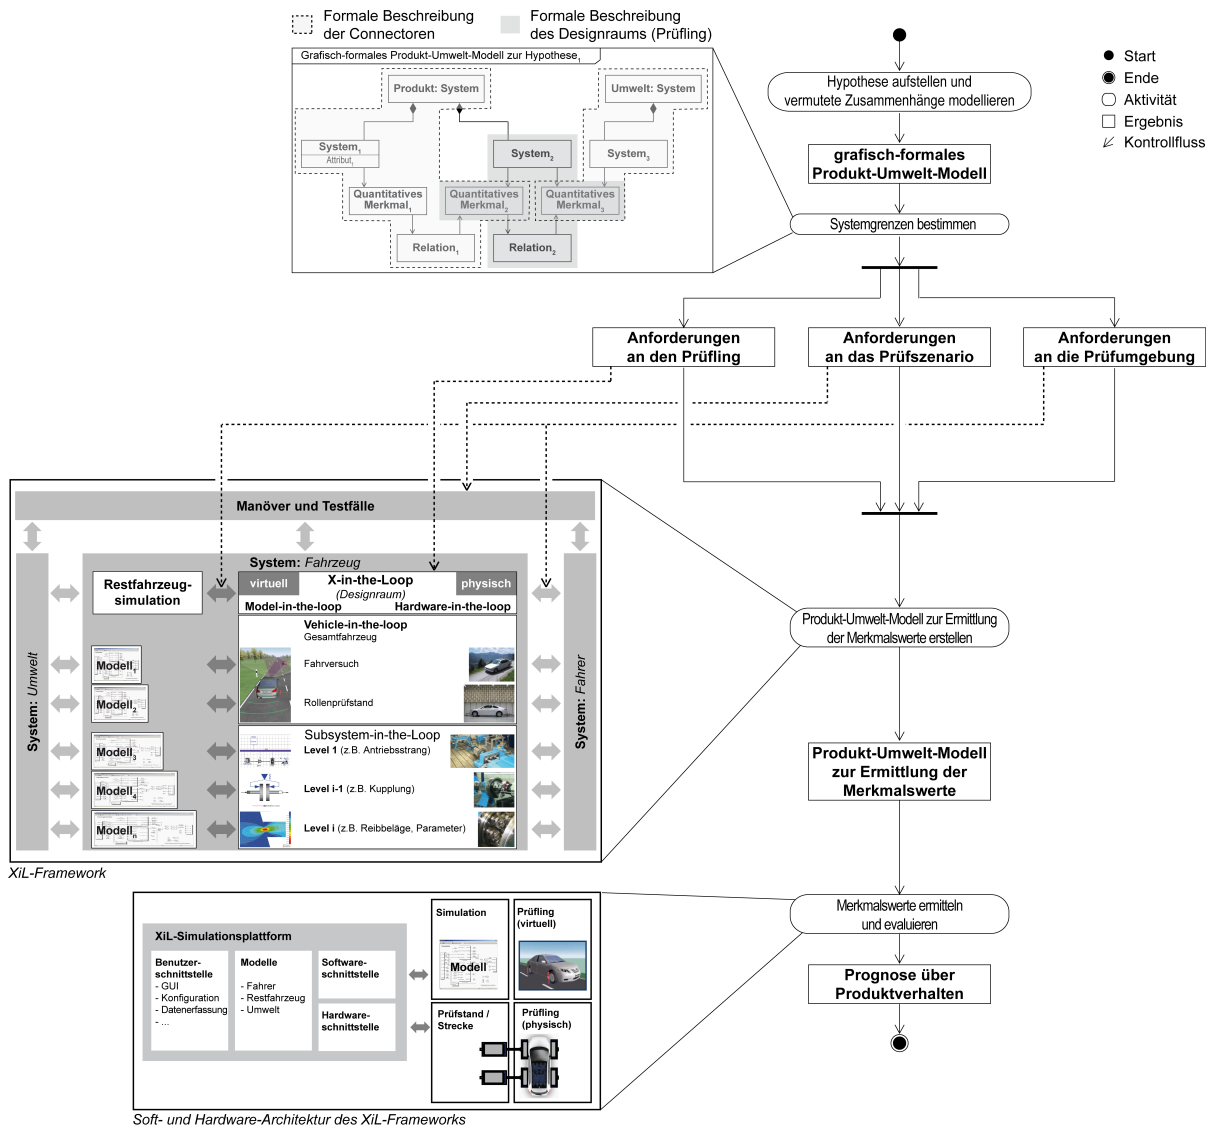 Formale Beschreibung
der Connectoren
Formale Beschreibung
des Designraums (Prüfling)
Grafisch-formales Produkt-Umwelt-Modell zur Hypothese1
Produkt: System
Umwelt: System
System1
Attribut1
System2
System3
Quantitatives
Merkmal1
Quantitatives
Merkmal2
Quantitatives
Merkmal3
Relation1
Relation2
Start
Ende
Aktivität
Ergebnis
Kontrollfluss
Hypothese aufstellen und
vermutete Zusammenhänge modellieren
grafisch-formales
Produkt-Umwelt-Modell
Systemgrenzen bestimmen
Anforderungen
an den Prüfling
Anforderungen
an das Prüfszenario
Anforderungen
an die Prüfumgebung
Manöver und Testfälle
System: Umwelt
System: Fahrzeug
System: Fahrer
Restfahrzeug-
simulation
virtuell
X-in-the-Loop
(Designraum)
physisch
Model-in-the-loop
Hardware-in-the-loop
Vehicle-in-the-loop
Gesamtfahrzeug
Modell1
Fahrversuch
Modell2
Rollenprüfstand
Subsystem-in-the-Loop
Modell3
Level 1 (z.B. Antriebsstrang)
Modell4
Level i-1 (z.B. Kupplung)
Modelln
Level i (z.B. Reibbeläge, Parameter)
XiL-Framework
Produkt-Umwelt-Modell zur Ermittlung
der Merkmalswerte erstellen
Produkt-Umwelt-Modell
zur Ermittlung der
Merkmalswerte
Merkmalswerte ermitteln
und evaluieren
Prognose über
Produktverhalten
XiL-Simulationsplattform
Benutzer-
schnittstelle
- GUI
- Konfiguration
- Datenerfassung
- ...
Modelle
- Fahrer
- Restfahrzeug
- Umwelt
Software-
schnittstelle
Hardware-
schnittstelle
Simulation
Modell
Prüfling
(virtuell)
Prüfstand /
Strecke
Prüfling
(physisch)
Soft- und Hardware-Architektur des XiL-Frameworks